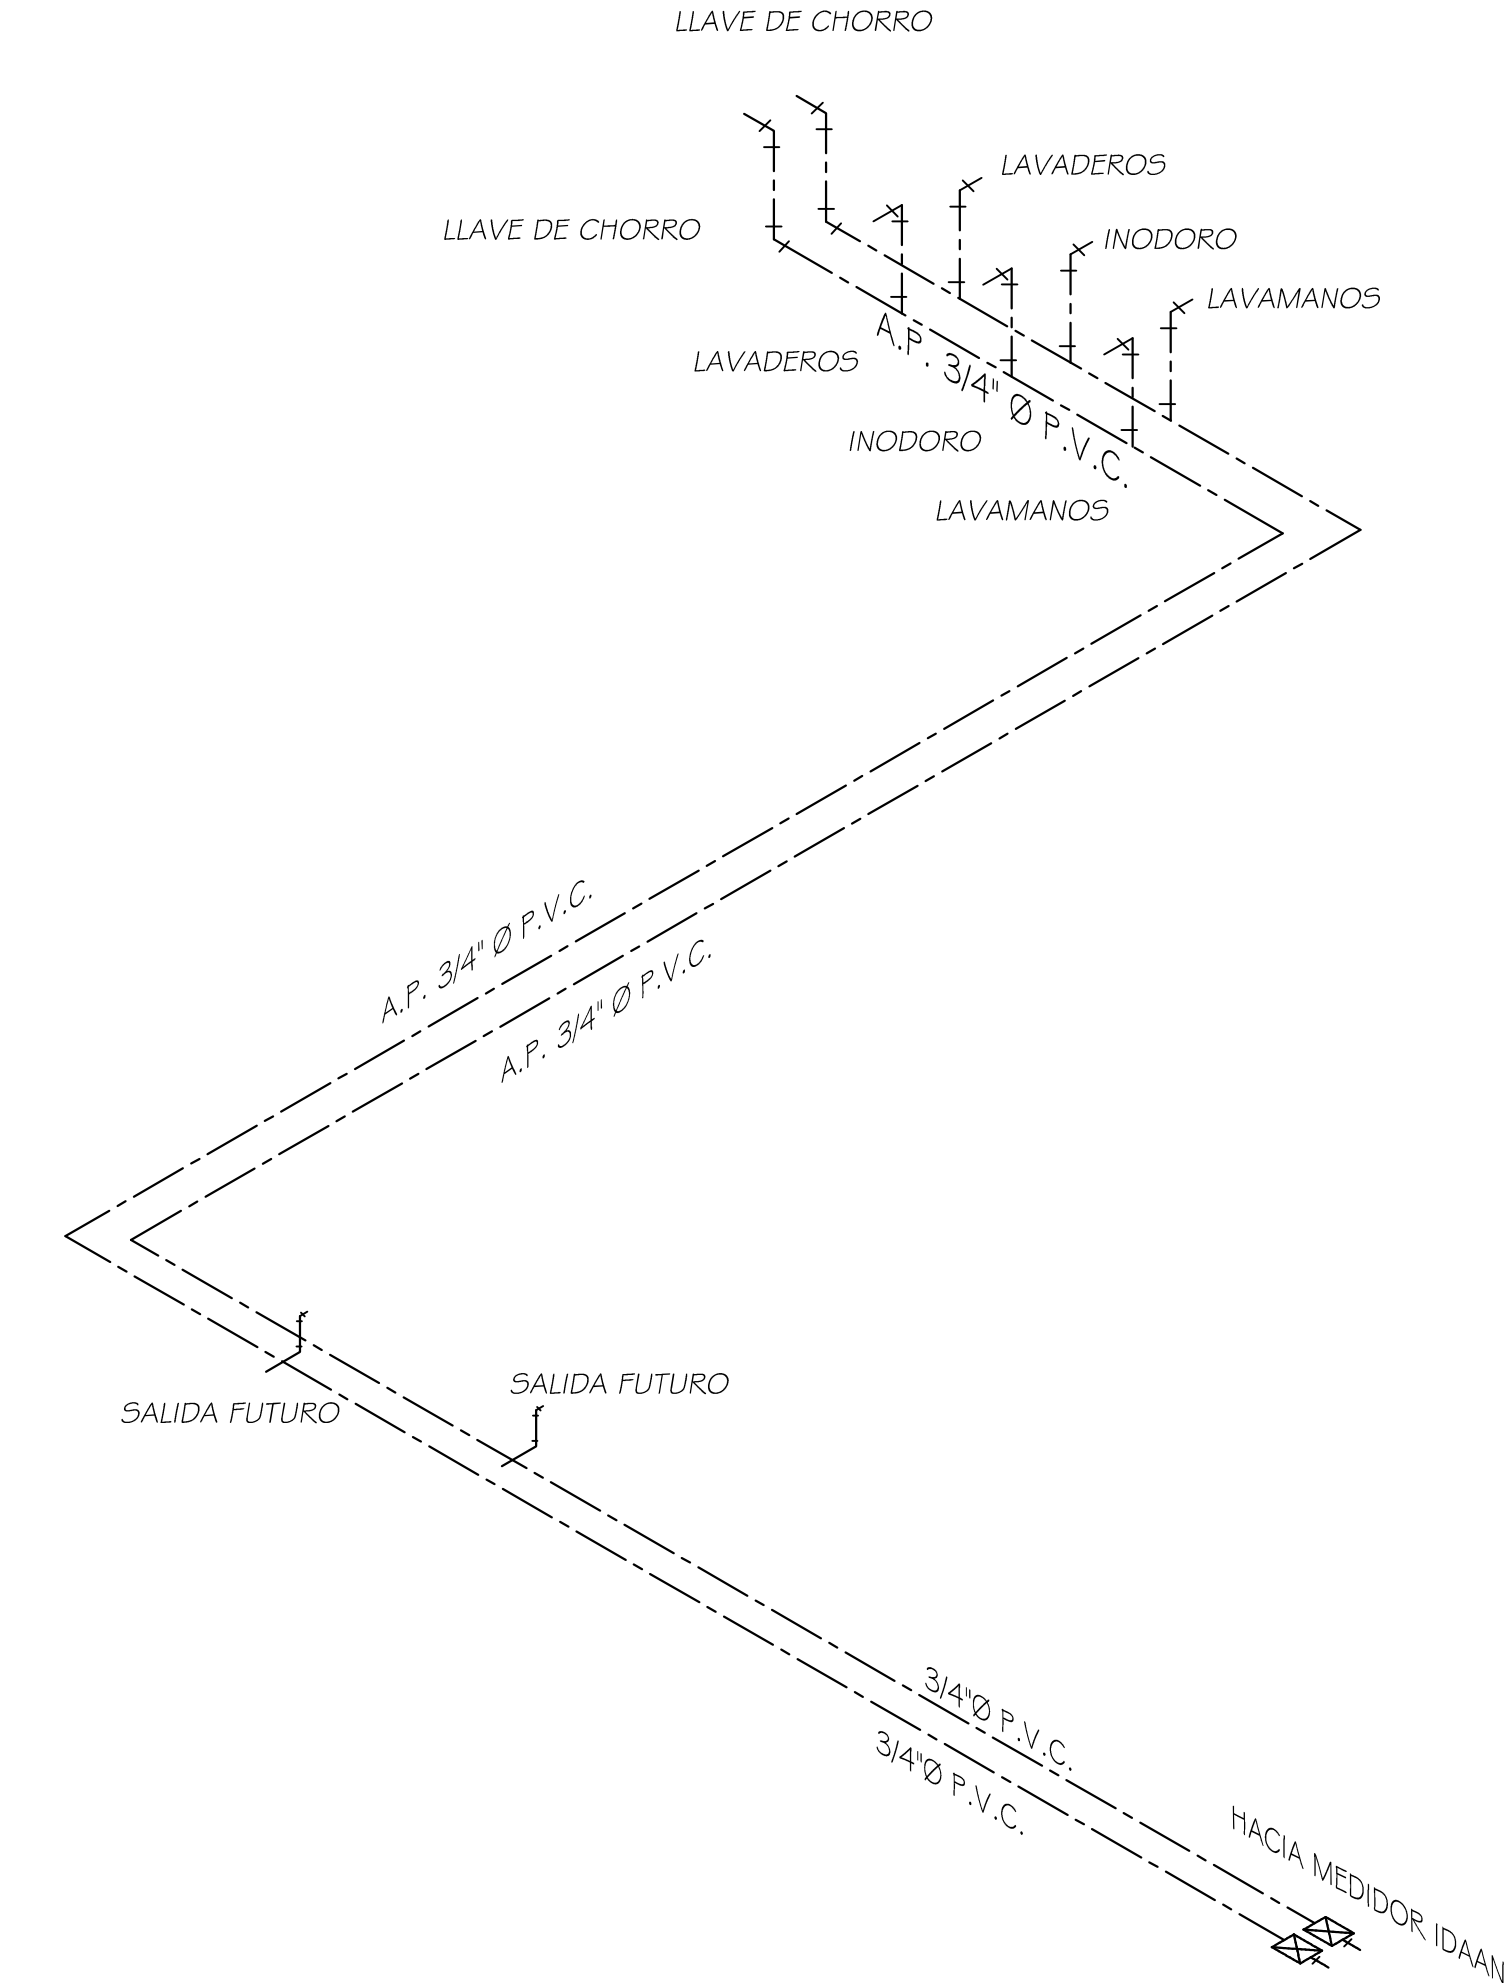 LLAVE DE CHORRO
LAVADEROS
LLAVE DE CHORRO
INODORO
LAVAMANOS
A.P. 3/4" Ø P.V.C.
LAVADEROS
INODORO
LAVAMANOS
A.P. 3/4" Ø P.V.C.
A.P. 3/4" Ø P.V.C.
SALIDA FUTURO
SALIDA FUTURO
3/4"Ø P.V.C.
3/4"Ø P.V.C.
HACIA MEDIDOR IDAAN